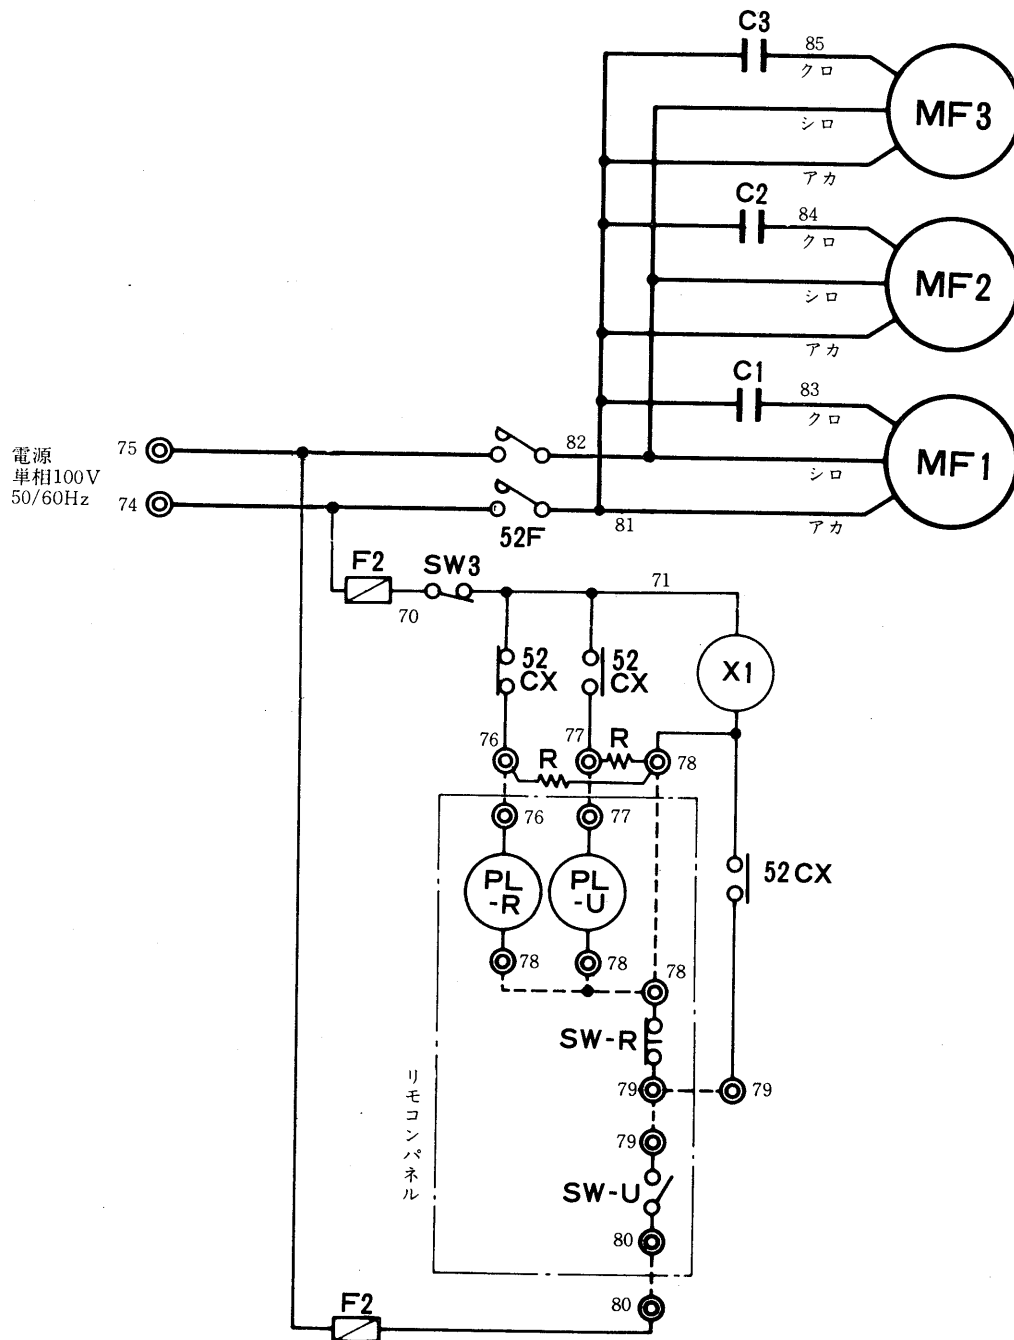 C3
85
クロ
MF3
シロ
アカ
C2
84
クロ
MF2
シロ
アカ
C1
83
クロ
電源
単相100V
50/60Hz
75
82
シロ
MF1
74
52F
81
アカ
F2
SW3
70
71
52
CX
52
CX
X1
76
77
R
R
78
76
77
52CX
PL
-R
PL
-U
78
78
78
SW-R
リモコンパネル
79
79
79
SW-U
80
80
F2